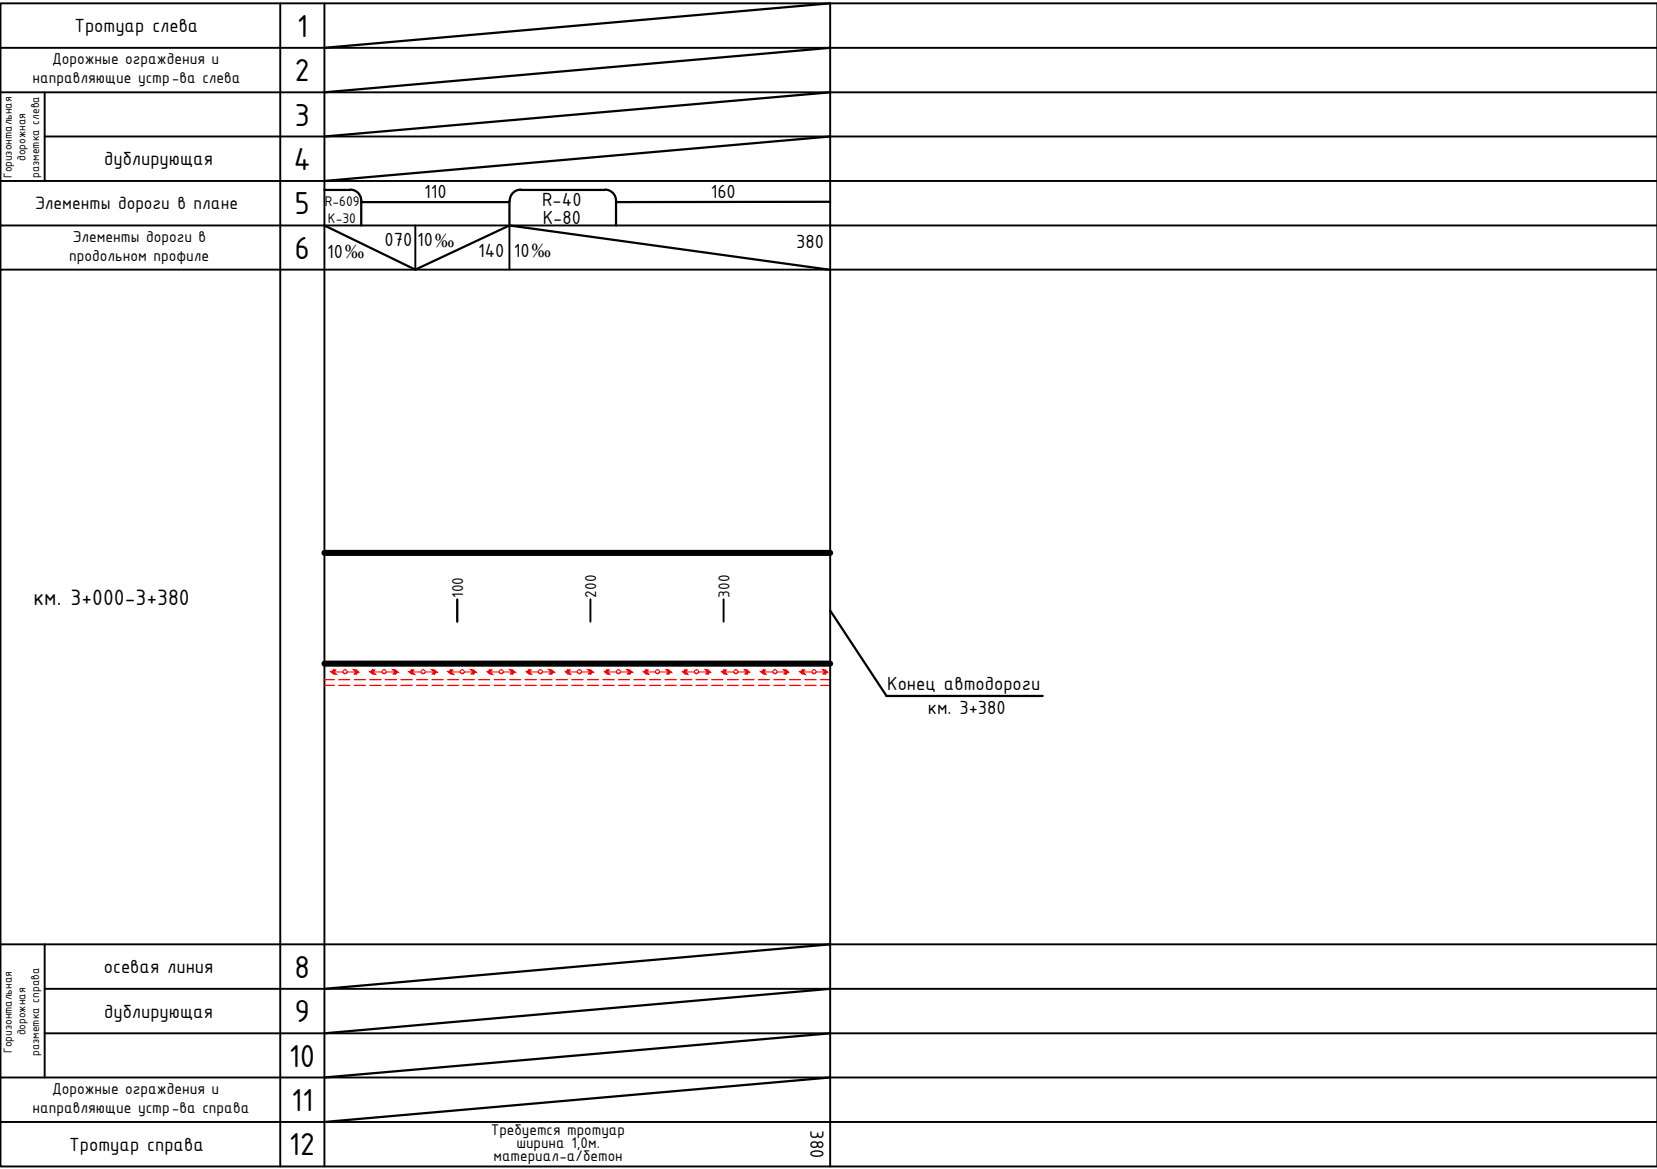 Тротуар слева
1
Дорожные ограждения и
направляющие устр-ва слева
2
Горизонтальная
дорожная
разметка слева
3
дублирующая
4
Элементы дороги в плане
5
R-609
К-30
110
R-40
К-80
160
Элементы дороги в
продольном профиле
6
10‰
070
10‰
140
10‰
380
км. 3+000-3+380
100
200
300
Конец автодороги
км. 3+380
Горизонтальная
дорожная
разметка справа
осевая линия
8
дублирующая
9
10
Дорожные ограждения и
направляющие устр-ва справа
11
Тротуар справа
12
Требуется тротуар
ширина 1,0м.
материал-а/бетон
380